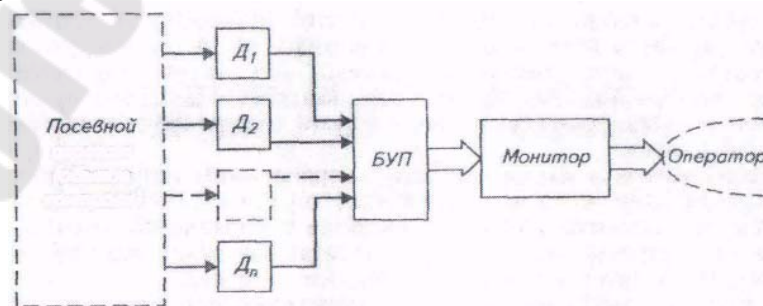 Посевной
Д1
Д2
Дn
БУП
Монитор
Оператор